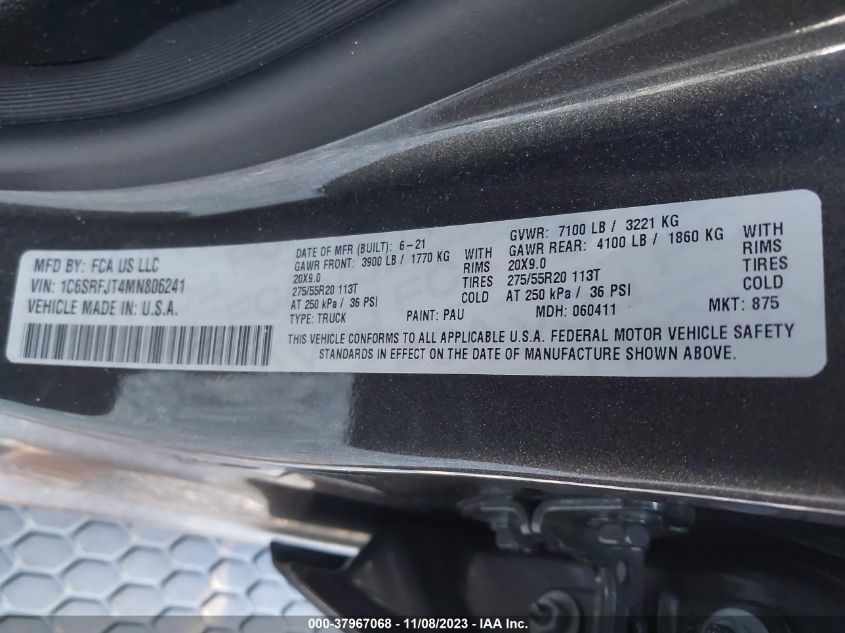 MFD BY: FCA US LLC
VIN: 1C6SRFJT4MN806241
VEHICLE MADE IN: U.S.A.
DATE OF MFR (BUILT): 6-21
GAWR FRONT: 3900 LB / 1770 KG WITH
20X9.0 RIMS
275/55R20 113T TIRES
AT 250 kPa / 36 PSI COLD
TYPE: TRUCK PAINT: PAU
GVWR: 7100 LB / 3221 KG
GAWR REAR: 4100 LB / 1860 KG WITH
20X9.0 RIMS
275/55R20 113T TIRES
AT 250 kPa / 36 PSI COLD
MDH: 060411 MKT: 875
THIS VEHICLE CONFORMS TO ALL APPLICABLE U.S.A. FEDERAL MOTOR VEHICLE SAFETY
STANDARDS IN EFFECT ON THE DATE OF MANUFACTURE SHOWN ABOVE.
000-37967068 - 11/08/2023 - IAA Inc.